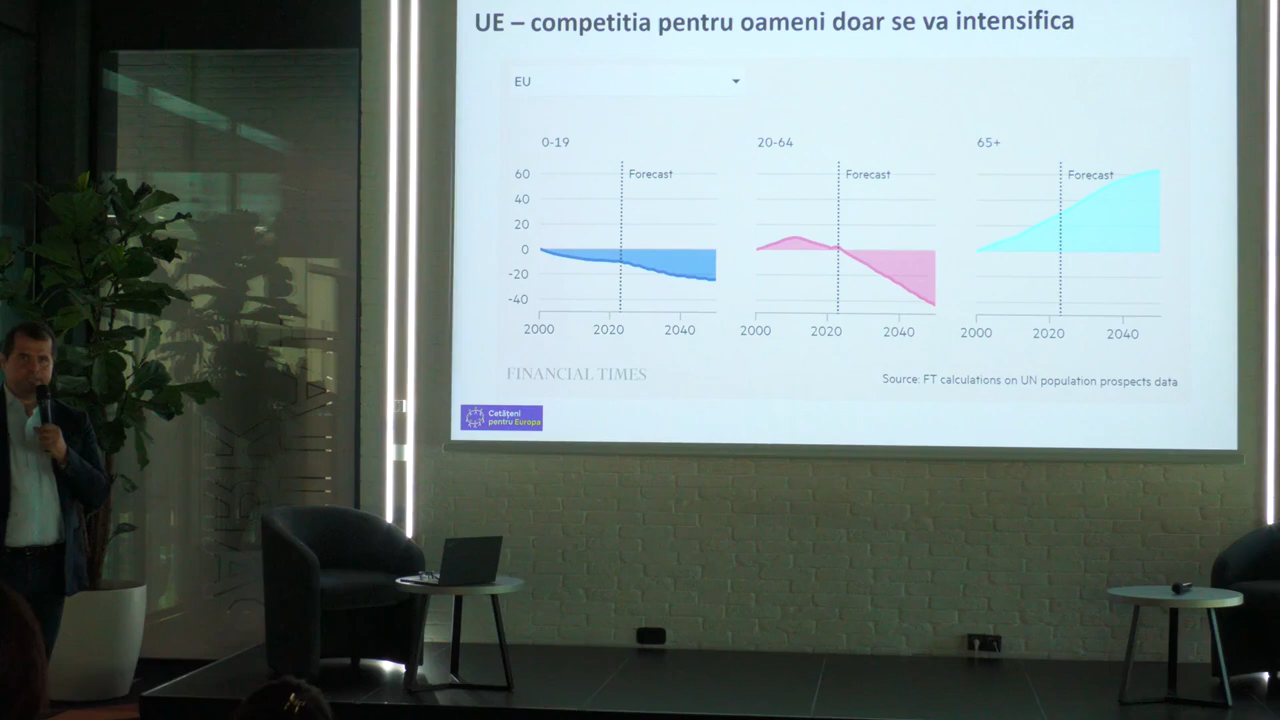 UE – competitia pentru oameni doar se va intensifica
EU
0-19
20-64
65+
60
40
20
0
-20
-40
Forecast
Forecast
Forecast
2000 2020 2040
2000 2020 2040
2000 2020 2040
FINANCIAL TIMES
Source: FT calculations on UN population prospects data
Cetățeni
pentru Europa